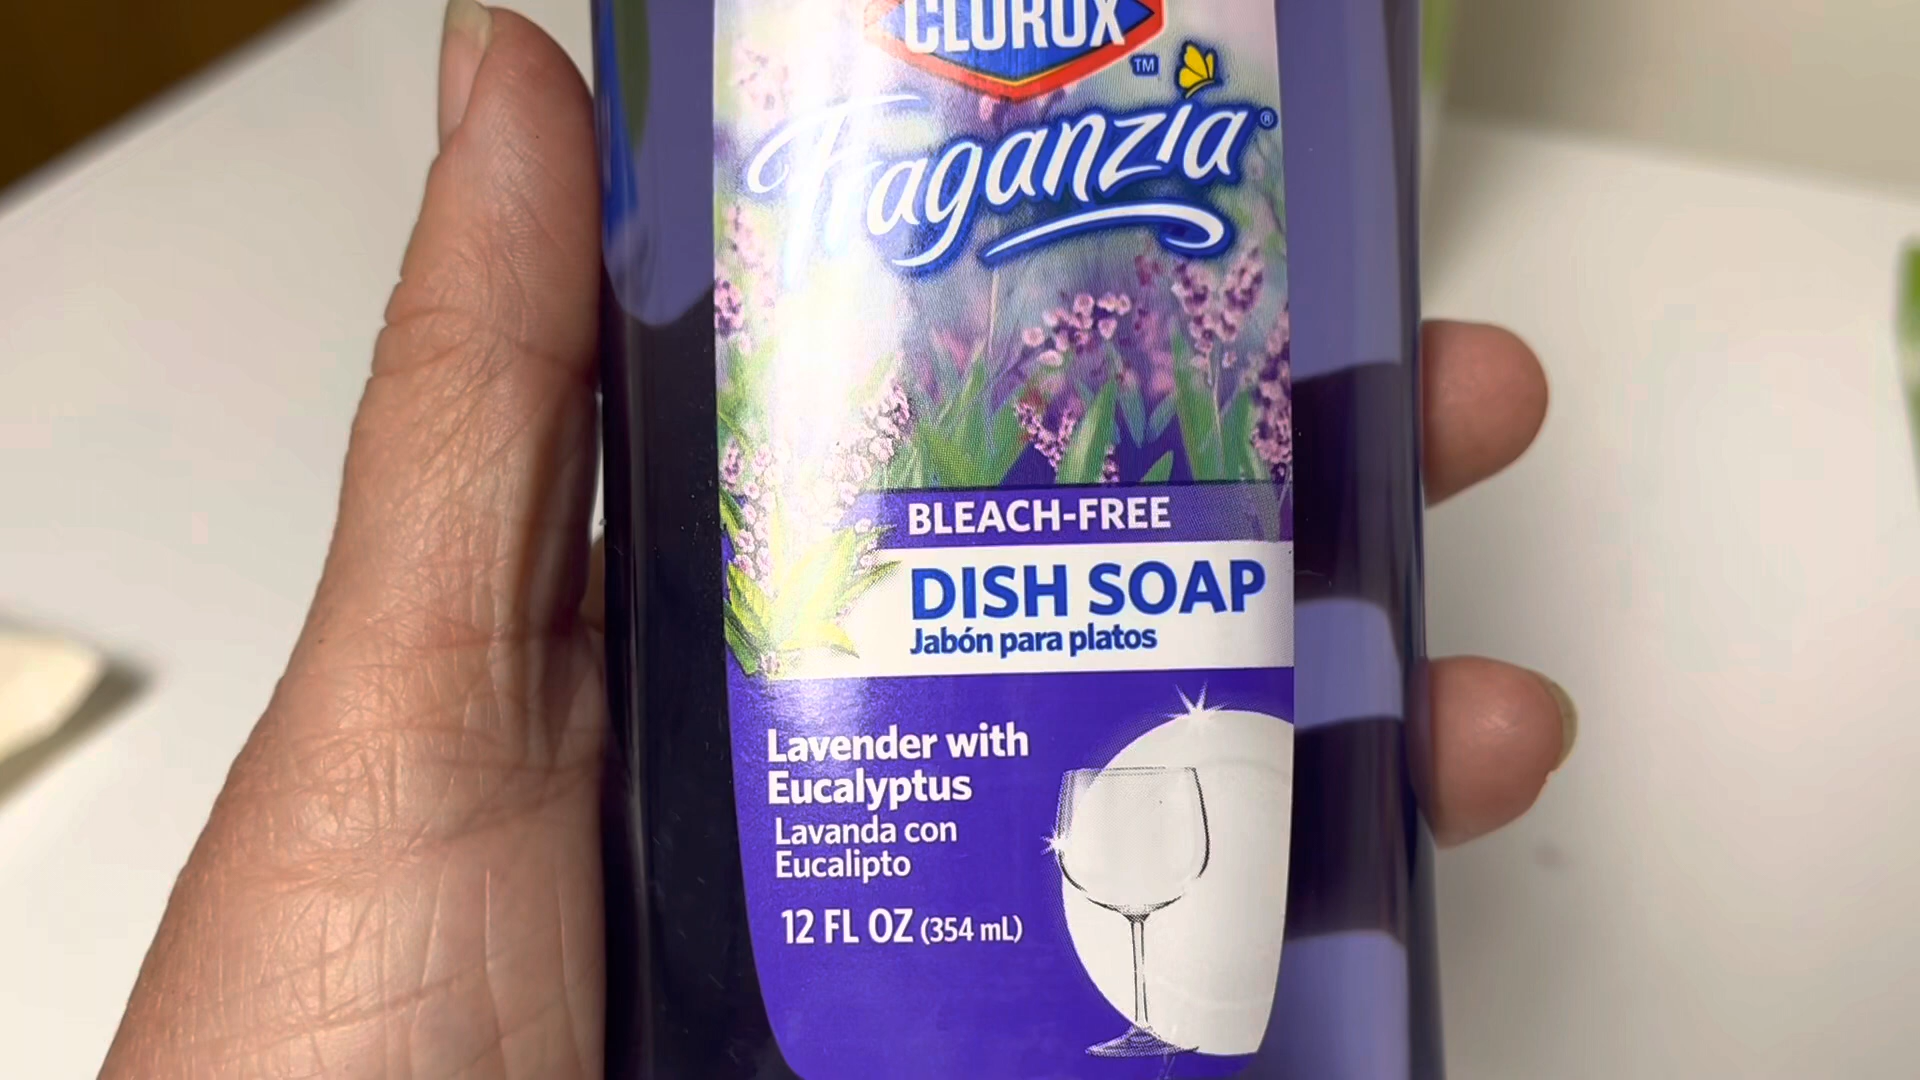 CLOROX
TM
Fraganzia®
BLEACH-FREE
DISH SOAP
Jabón para platos
Lavender with
Eucalyptus
Lavanda con
Eucalipto
12 FL OZ (354 mL)